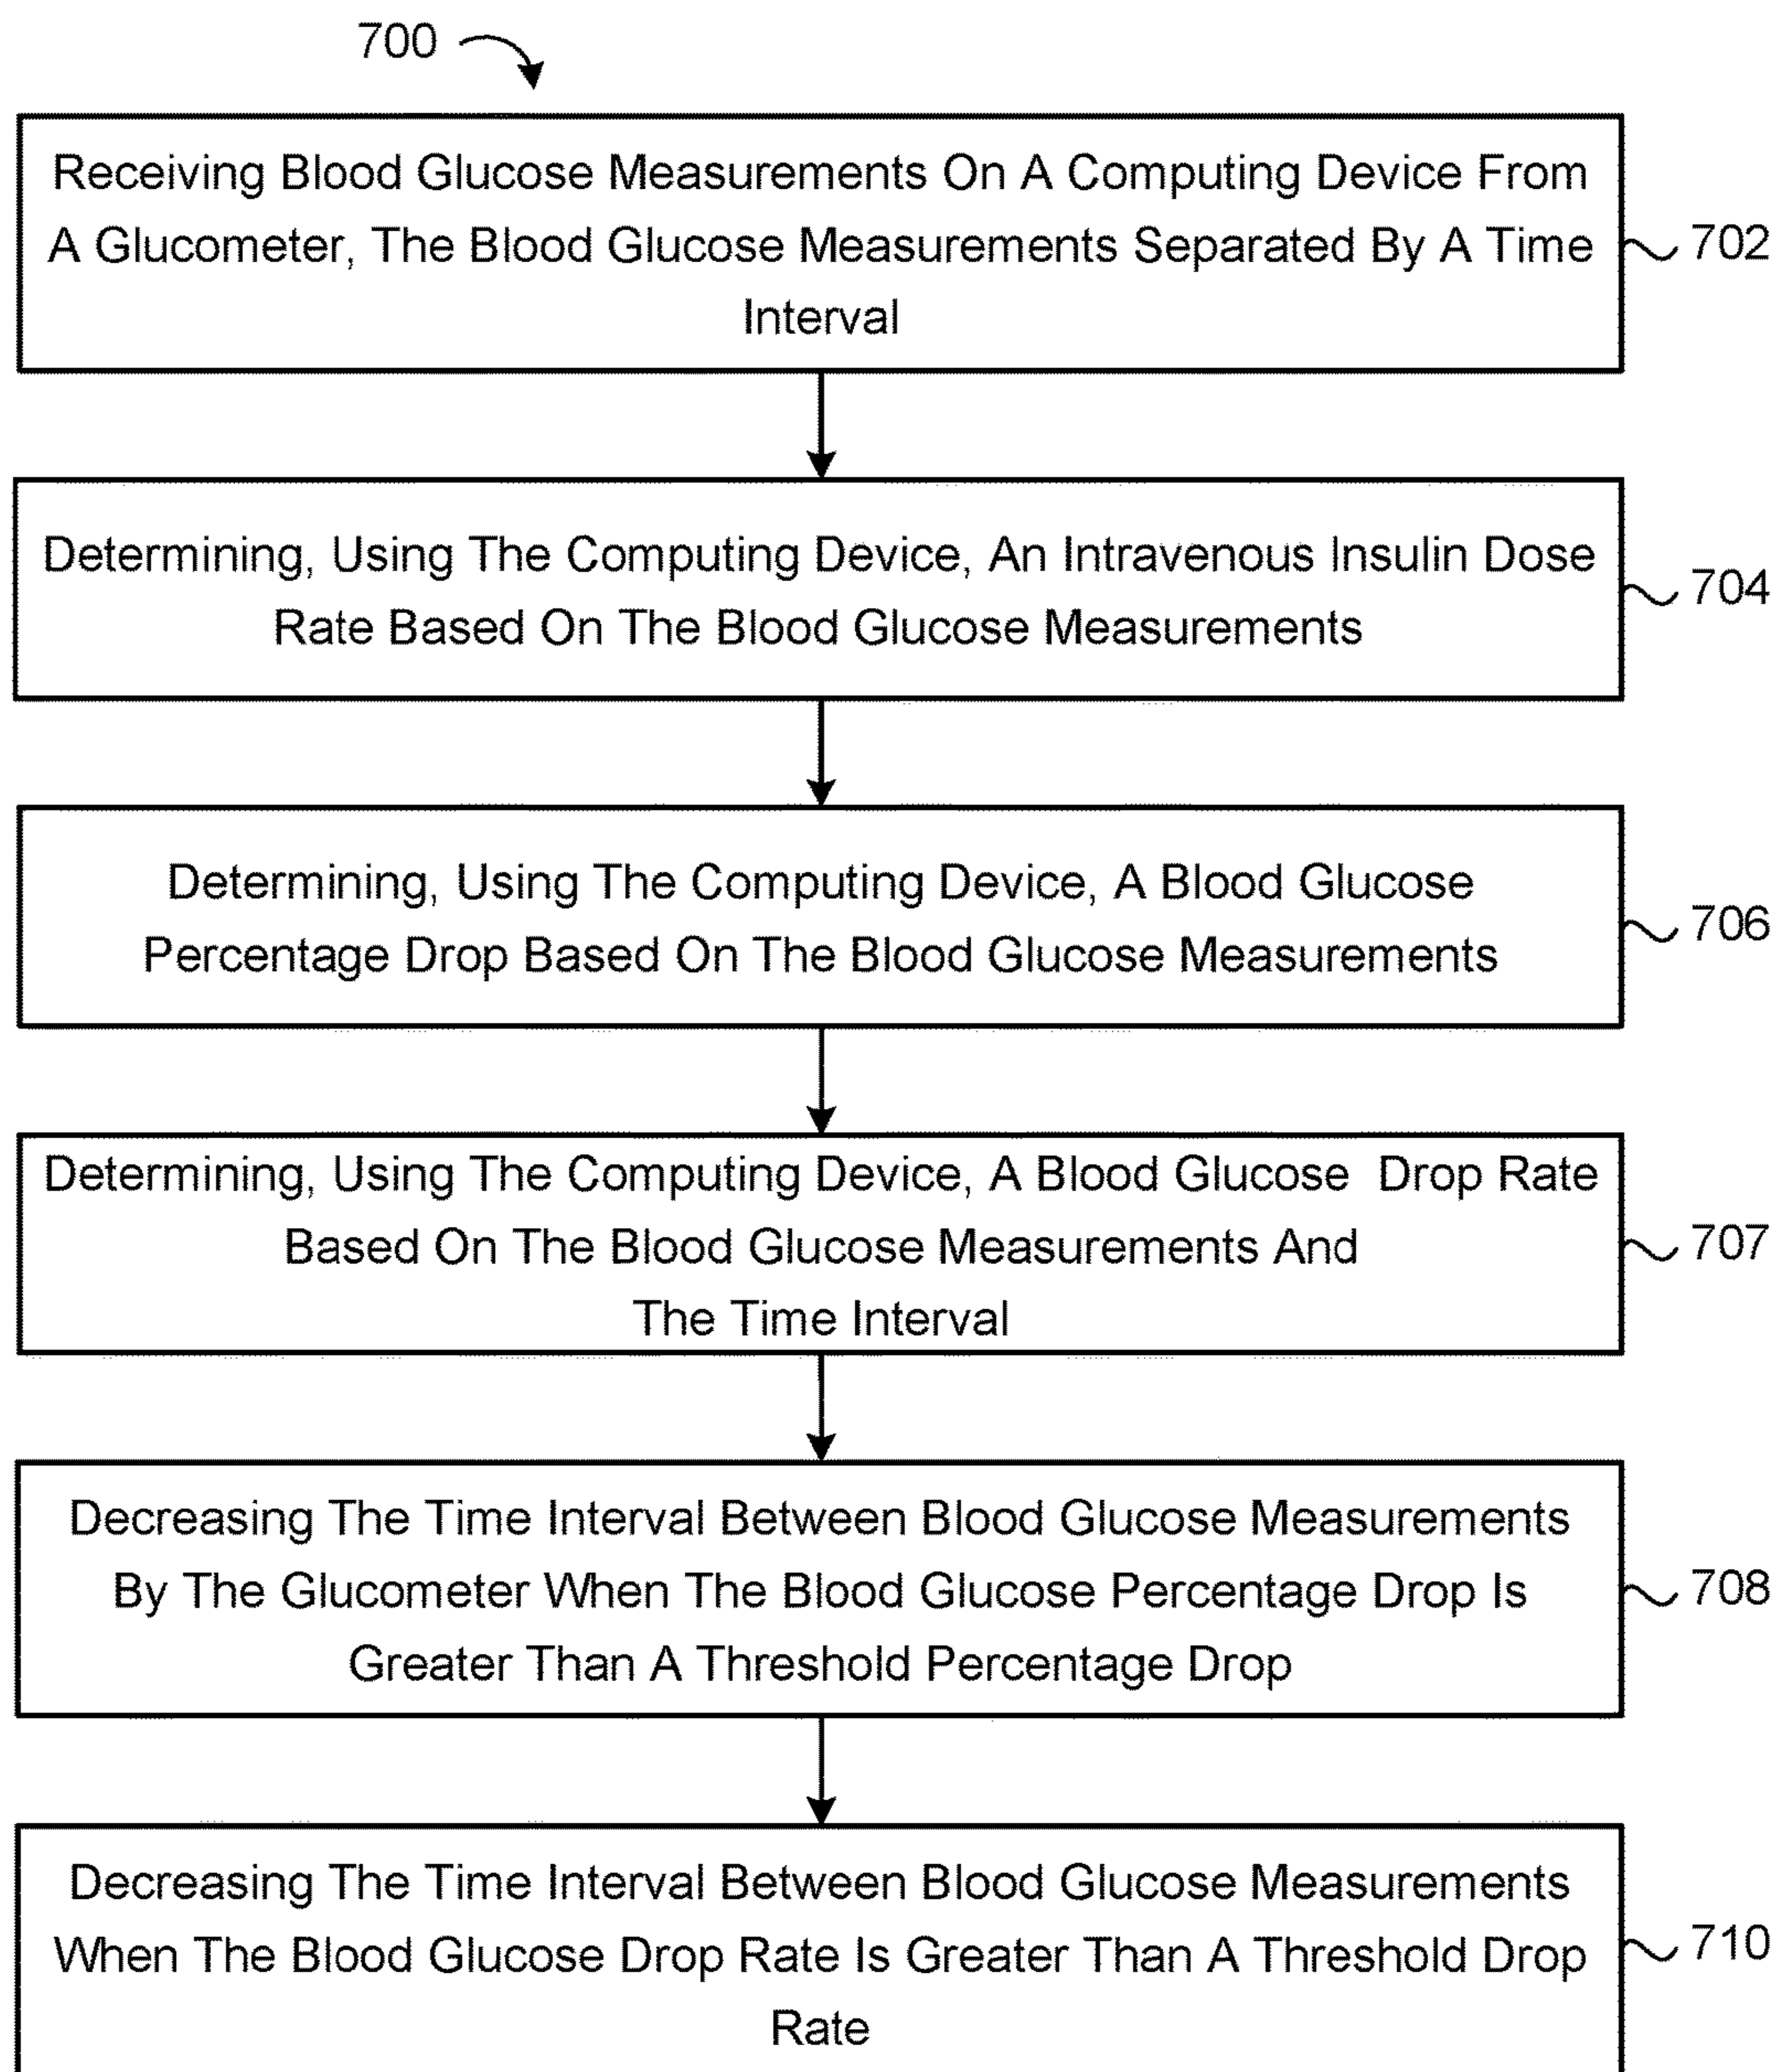 700
Receiving Blood Glucose Measurements On A Computing Device From
A Glucometer, The Blood Glucose Measurements Separated By A Time
Interval
702
Determining, Using The Computing Device, An Intravenous Insulin Dose
Rate Based On The Blood Glucose Measurements
704
Determining, Using The Computing Device, A Blood Glucose
Percentage Drop Based On The Blood Glucose Measurements
706
Determining, Using The Computing Device, A Blood Glucose Drop Rate
Based On The Blood Glucose Measurements And
The Time Interval
707
Decreasing The Time Interval Between Blood Glucose Measurements
By The Glucometer When The Blood Glucose Percentage Drop Is
Greater Than A Threshold Percentage Drop
708
Decreasing The Time Interval Between Blood Glucose Measurements
When The Blood Glucose Drop Rate Is Greater Than A Threshold Drop
Rate
710